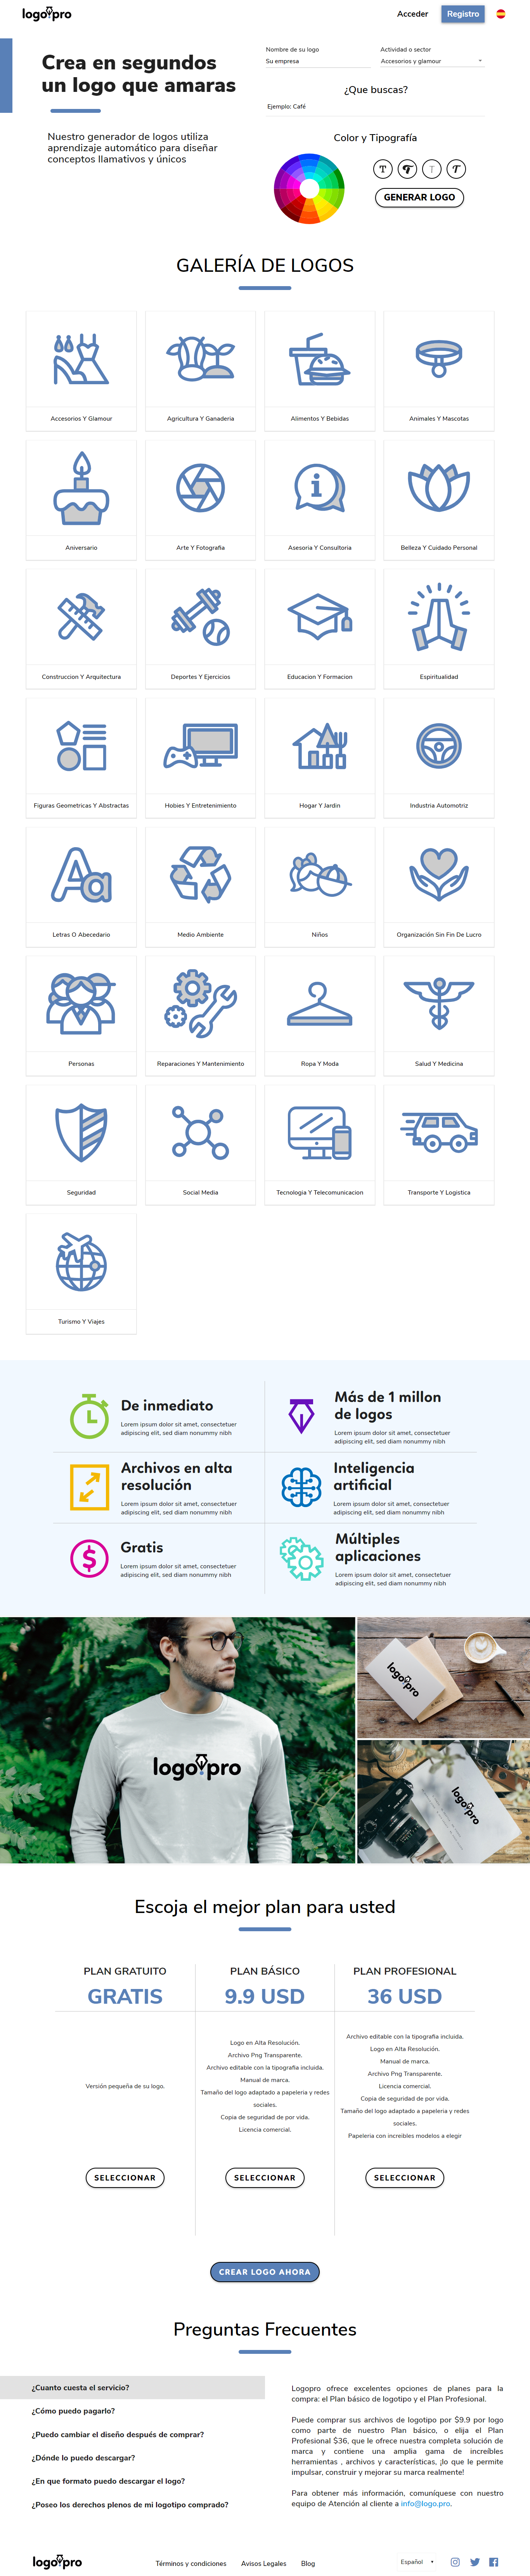 logo pro
Acceder
Registro
Crea en segundos
un logo que amaras
Nuestro generador de logos utiliza
aprendizaje automático para diseñar
conceptos llamativos y únicos
Nombre de su logo
Actividad o sector
Su empresa
Accesorios y glamour
¿Que buscas?
Ejemplo: Café
Color y Tipografía
T T T T
GENERAR LOGO
GALERÍA DE LOGOS
Accesorios Y Glamour
Agricultura Y Ganaderia
Alimentos Y Bebidas
Animales Y Mascotas
Aniversario
Arte Y Fotografia
Asesoria Y Consultoria
Belleza Y Cuidado Personal
Construccion Y Arquitectura
Deportes Y Ejercicios
Educacion Y Formacion
Espiritualidad
Figuras Geometricas Y Abstractas
Hobies Y Entretenimiento
Hogar Y Jardin
Industria Automotriz
Aa
Letras O Abecedario
Medio Ambiente
Niños
Organización Sin Fin De Lucro
Personas
Reparaciones Y Mantenimiento
Ropa Y Moda
Salud Y Medicina
Seguridad
Social Media
Tecnologia Y Telecomunicacion
Transporte Y Logistica
Turismo Y Viajes
De inmediato
Lorem ipsum dolor sit amet, consectetuer
adipiscing elit, sed diam nonummy nibh
Más de 1 millon
de logos
Lorem ipsum dolor sit amet, consectetuer
adipiscing elit, sed diam nonummy nibh
Archivos en alta
resolución
Lorem ipsum dolor sit amet, consectetuer
adipiscing elit, sed diam nonummy nibh
Inteligencia
artificial
Lorem ipsum dolor sit amet, consectetuer
adipiscing elit, sed diam nonummy nibh
Gratis
Lorem ipsum dolor sit amet, consectetuer
adipiscing elit, sed diam nonummy nibh
Múltiples
aplicaciones
Lorem ipsum dolor sit amet, consectetuer
adipiscing elit, sed diam nonummy nibh
logo pro
logo pro
logo pro
Escoja el mejor plan para usted
PLAN GRATUITO
GRATIS
Versión pequeña de su logo.
SELECCIONAR
PLAN BÁSICO
9.9 USD
Logo en Alta Resolución.
Archivo Png Transparente.
Archivo editable con la tipografia incluida.
Manual de marca.
Tamaño del logo adaptado a papeleria y redes
sociales.
Copia de seguridad de por vida.
Licencia comercial.
SELECCIONAR
PLAN PROFESIONAL
36 USD
Archivo editable con la tipografia incluida.
Logo en Alta Resolución.
Manual de marca.
Archivo Png Transparente.
Licencia comercial.
Copia de seguridad de por vida.
Tamaño del logo adaptado a papeleria y redes
sociales.
Papeleria con increibles modelos a elegir
SELECCIONAR
CREAR LOGO AHORA
Preguntas Frecuentes
¿Cuanto cuesta el servicio?
¿Cómo puedo pagarlo?
¿Puedo cambiar el diseño después de comprar?
¿Dónde lo puedo descargar?
¿En que formato puedo descargar el logo?
¿Poseo los derechos plenos de mi logotipo comprado?
Logopro ofrece excelentes opciones de planes para la
compra: el Plan básico de logotipo y el Plan Profesional.
Puede comprar sus archivos de logotipo por $9.9 por logo
como parte de nuestro Plan básico, o elija el Plan
Profesional $36, que le ofrece nuestra completa solución de
marca y contiene una amplia gama de increíbles
herramientas , archivos y características, ¡lo que le permite
impulsar, construir y mejorar su marca realmente!
Para obtener más información, comuníquese con nuestro
equipo de Atención al cliente a info@logo.pro.
logo pro
Términos y condiciones
Avisos Legales
Blog
Español